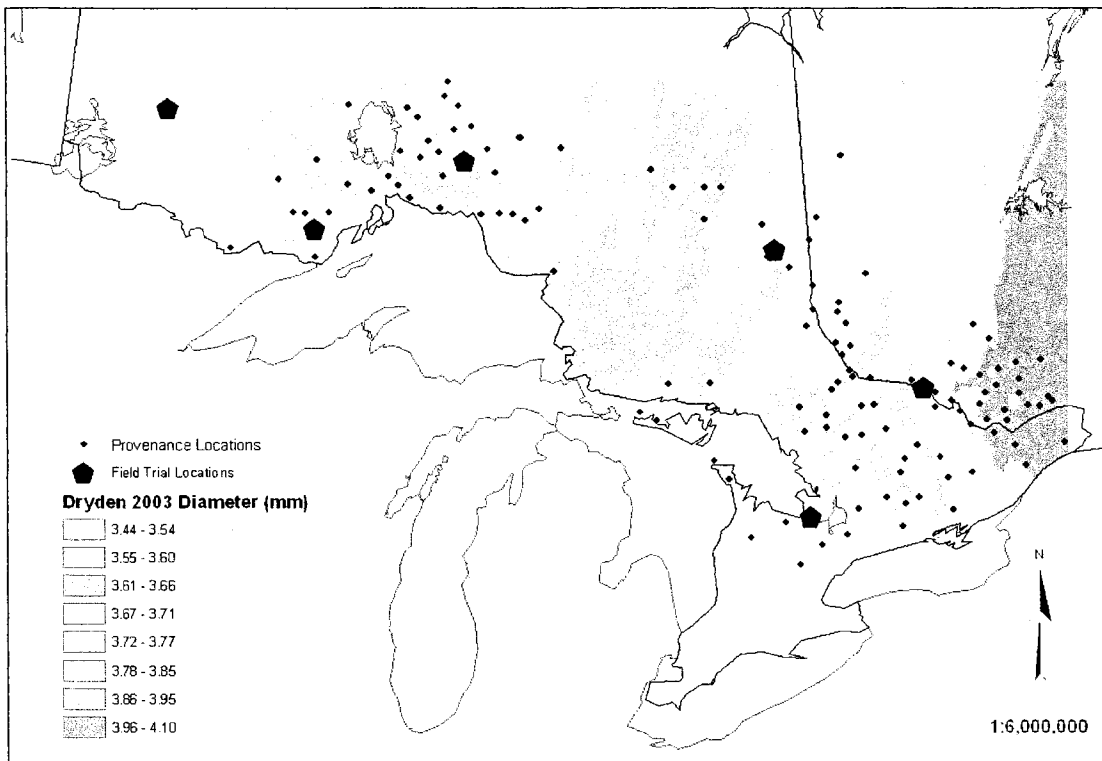 Provenance Locations
Field Trial Locations
Dryden 2003 Diameter (mm)
3.44 - 3.54
3.55 - 3.60
3.61 - 3.66
3.67 - 3.71
3.72 - 3.77
3.78 - 3.85
3.86 - 3.95
3.96 - 4.10
N
1:6,000,000